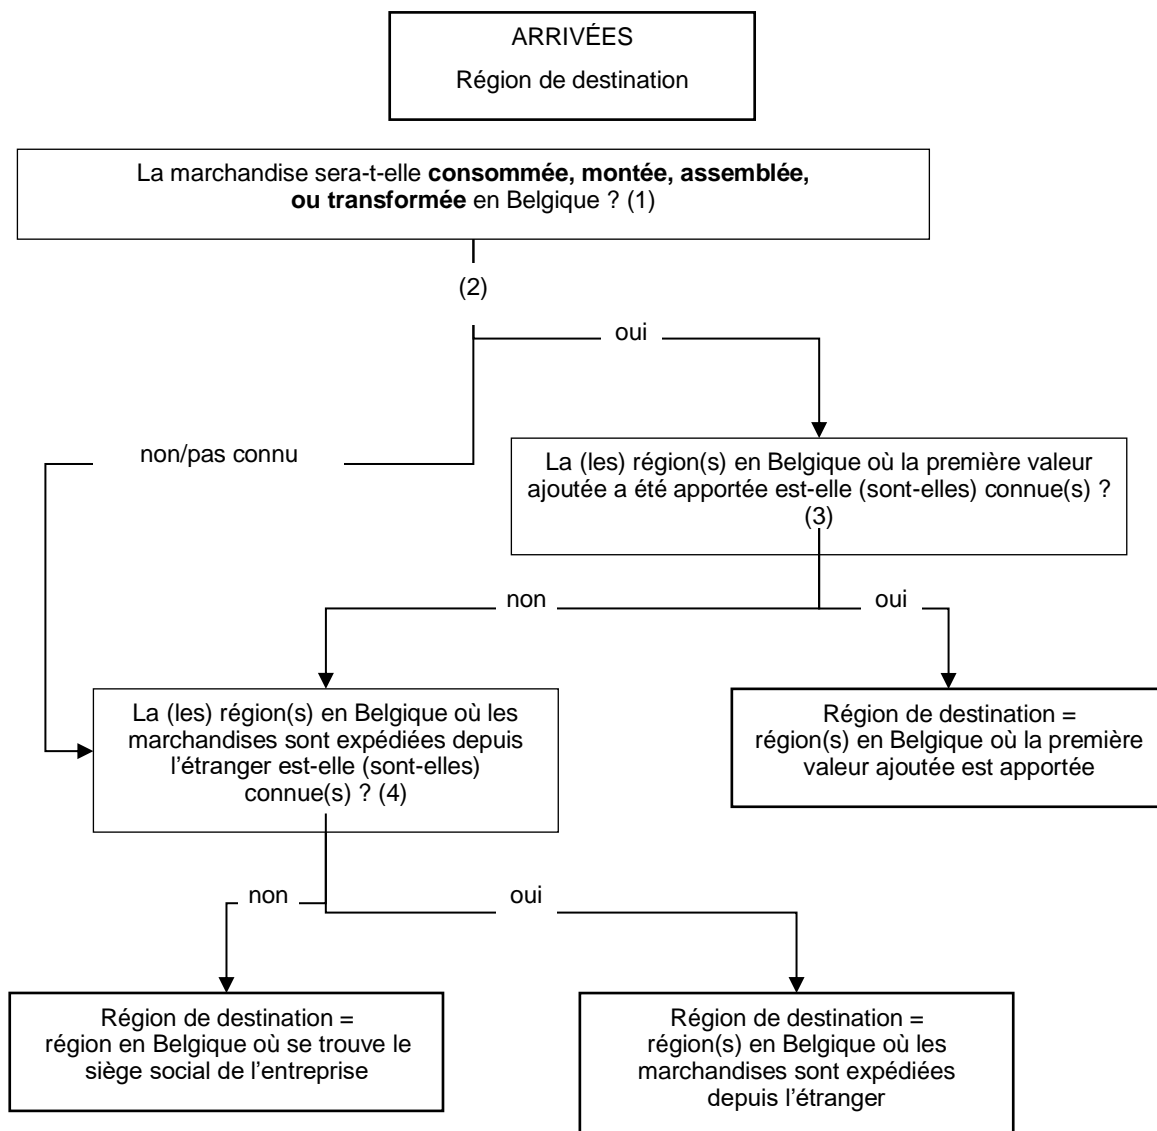 ARRIVÉES
Région de destination
La marchandise sera-t-elle consommée, montée, assemblée,
ou transformée en Belgique ? (1)
(2)
oui
non/pas connu
La (les) région(s) en Belgique où la première valeur
ajoutée a été apportée est-elle (sont-elles) connue(s) ?
(3)
non
oui
La (les) région(s) en Belgique où les
marchandises sont expédiées depuis
l’étranger est-elle (sont-elles)
connue(s) ? (4)
Région de destination =
région(s) en Belgique où la première
valeur ajoutée est apportée
non
oui
Région de destination =
région en Belgique où se trouve le
siège social de l’entreprise
Région de destination =
région(s) en Belgique où les
marchandises sont expédiées
depuis l’étranger